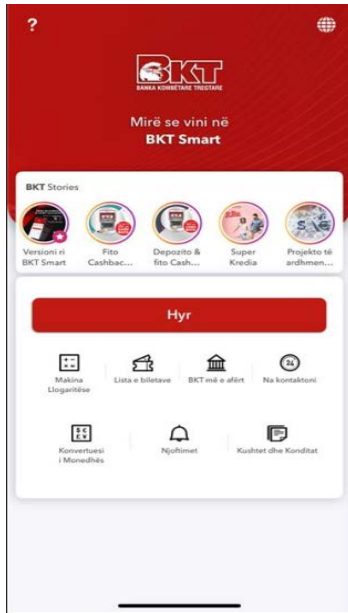 ?
BKT
BANKA KOMBËTARE TREGTARE
Mirë se vini në
BKT Smart
BKT Stories
Versioni ri
BKT Smart
Fito
Cashbac...
Depozito &
fito Cash...
Super
Kredia
Projekto të
ardhmen...
Hyr
Makina
Llogaritëse
Lista e biletave
BKT më e afërt
24
Na kontaktoni
$ €
£ ¥
Konvertuesi
i Monedhës
Njoftimet
Kushtet dhe Konditat